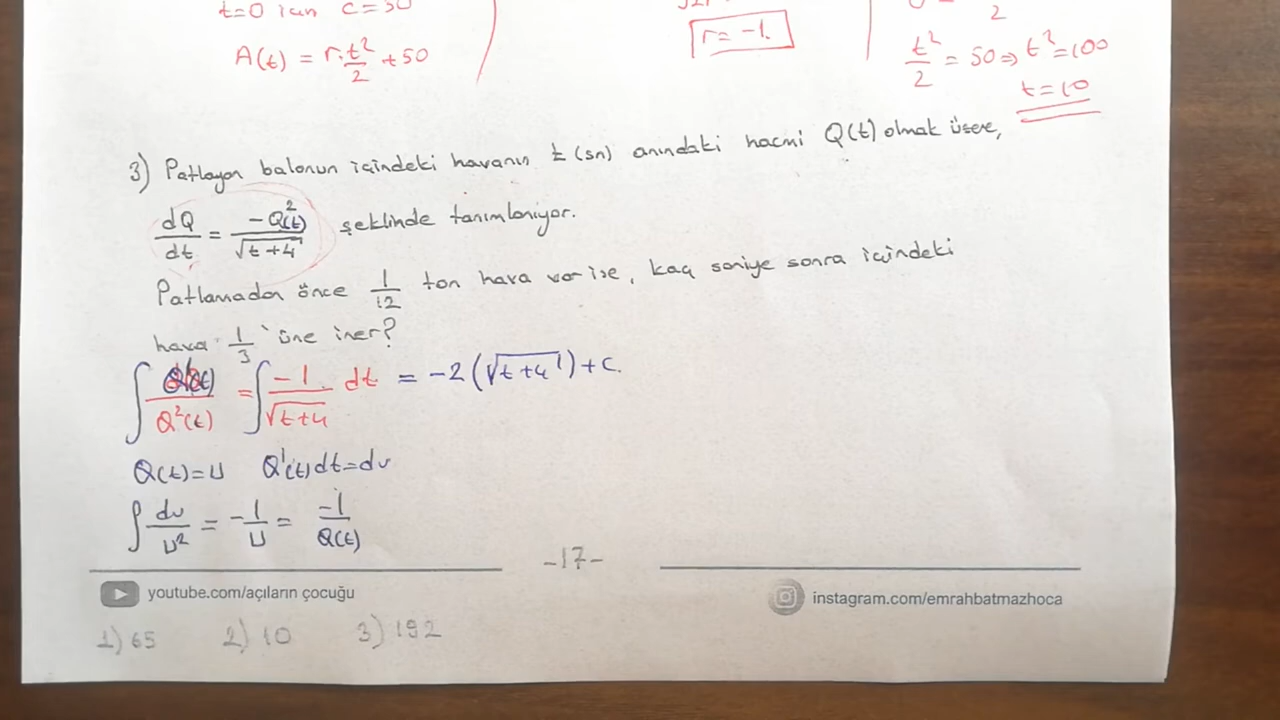 t=0 için c=50
A(t) = r.t²/2 +50
r = -1.
2
t²/2 = 50 ⇒ t²=100
t=10
3) Patlayan balonun içindeki havanın t (sn) anındaki hacmi Q(t) olmak üzere,
dQ/dt = -Q²(t)/√(t+4) şeklinde tanımlanıyor.
Patlamadan önce 1/12 ton hava var ise, kaç saniye sonra içindeki
hava 1/3 'üne iner?
∫ Q'(t)/Q²(t) = ∫ -1/√(t+4) dt = -2(√(t+4)) + c.
Q(t)=u Q'(t)dt=du
∫ du/u² = -1/u = -1/Q(t)
-17-
youtube.com/açıların çocuğu
instagram.com/emrahbatmazhoca
1) 65 2) 10 3) 192